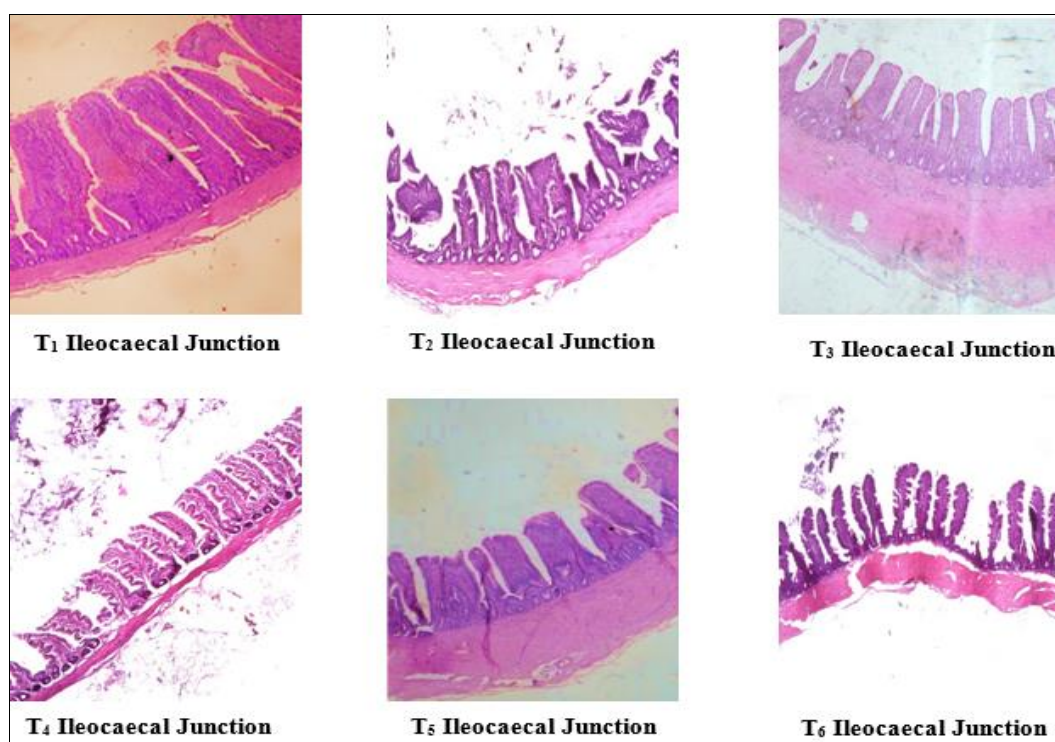 T₁ Ileocaecal Junction
T₂ Ileocaecal Junction
T₃ Ileocaecal Junction
T₄ Ileocaecal Junction
T₅ Ileocaecal Junction
T₆ Ileocaecal Junction